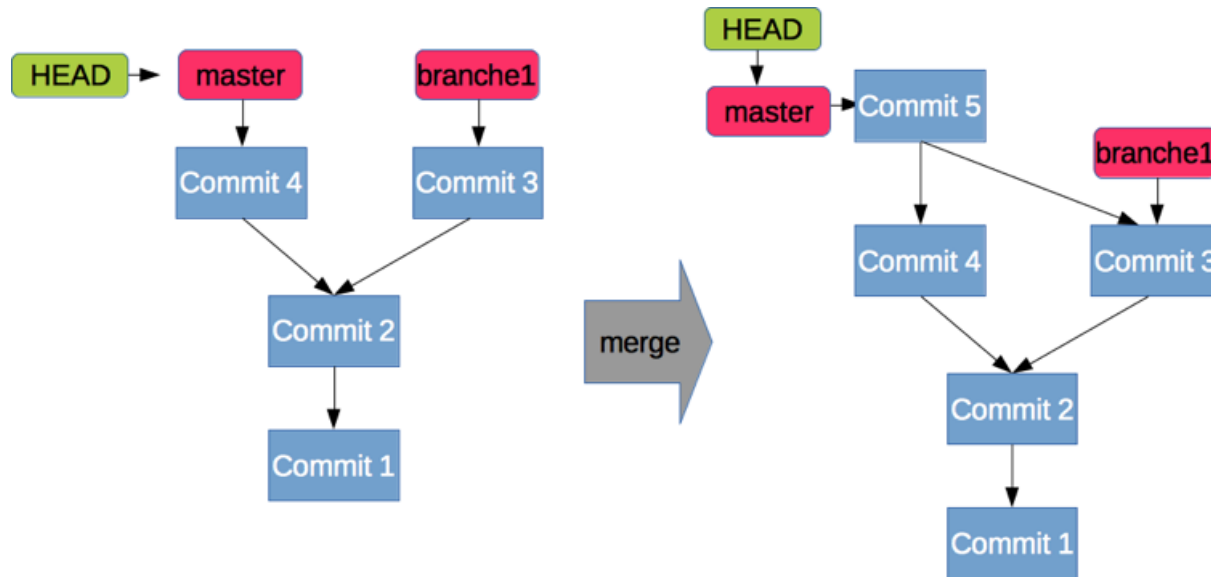 HEAD
master
branche1
Commit 4
Commit 3
Commit 2
Commit 1
merge
HEAD
master
Commit 5
branche1
Commit 4
Commit 3
Commit 2
Commit 1